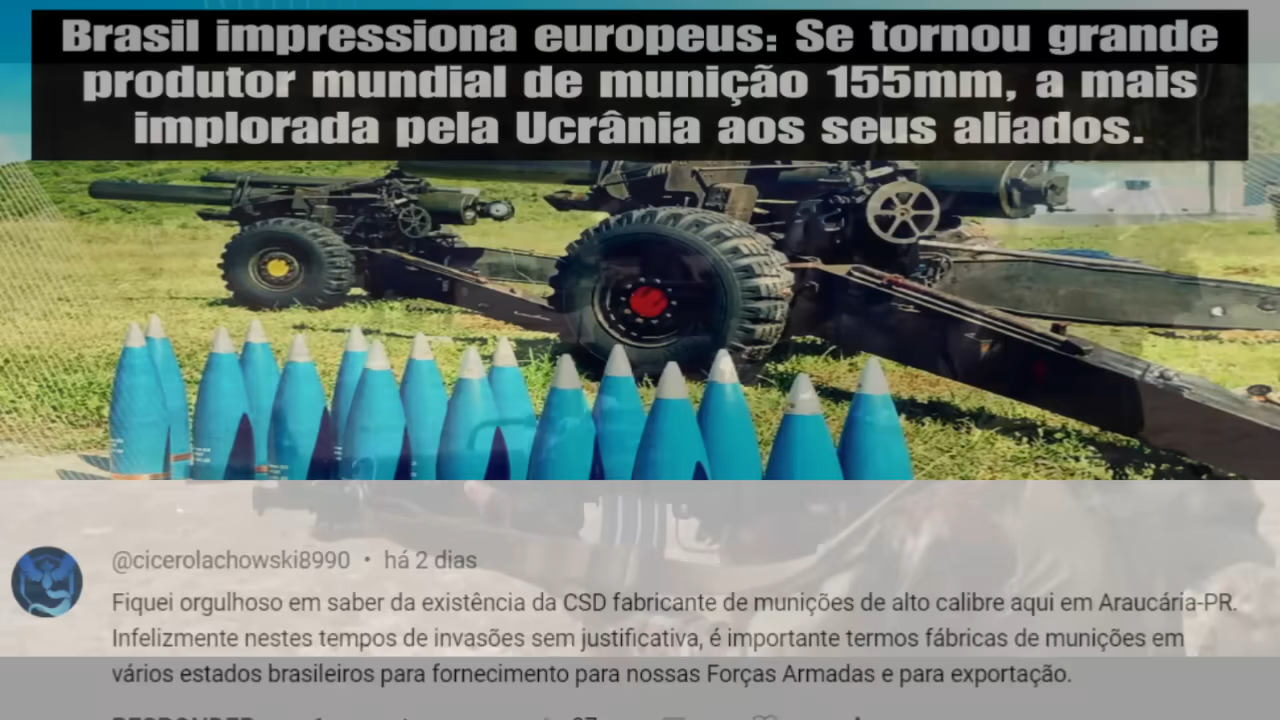 Brasil impressiona europeus: Se tornou grande
produtor mundial de munição 155mm, a mais
implorada pela Ucrânia aos seus aliados.
@cicerolachowski8990 • há 2 dias
Fiquei orgulhoso em saber da existência da CSD fabricante de munições de alto calibre aqui em Araucária-PR.
Infelizmente nestes tempos de invasões sem justificativa, é importante termos fábricas de munições em
vários estados brasileiros para fornecimento para nossas Forças Armadas e para exportação.